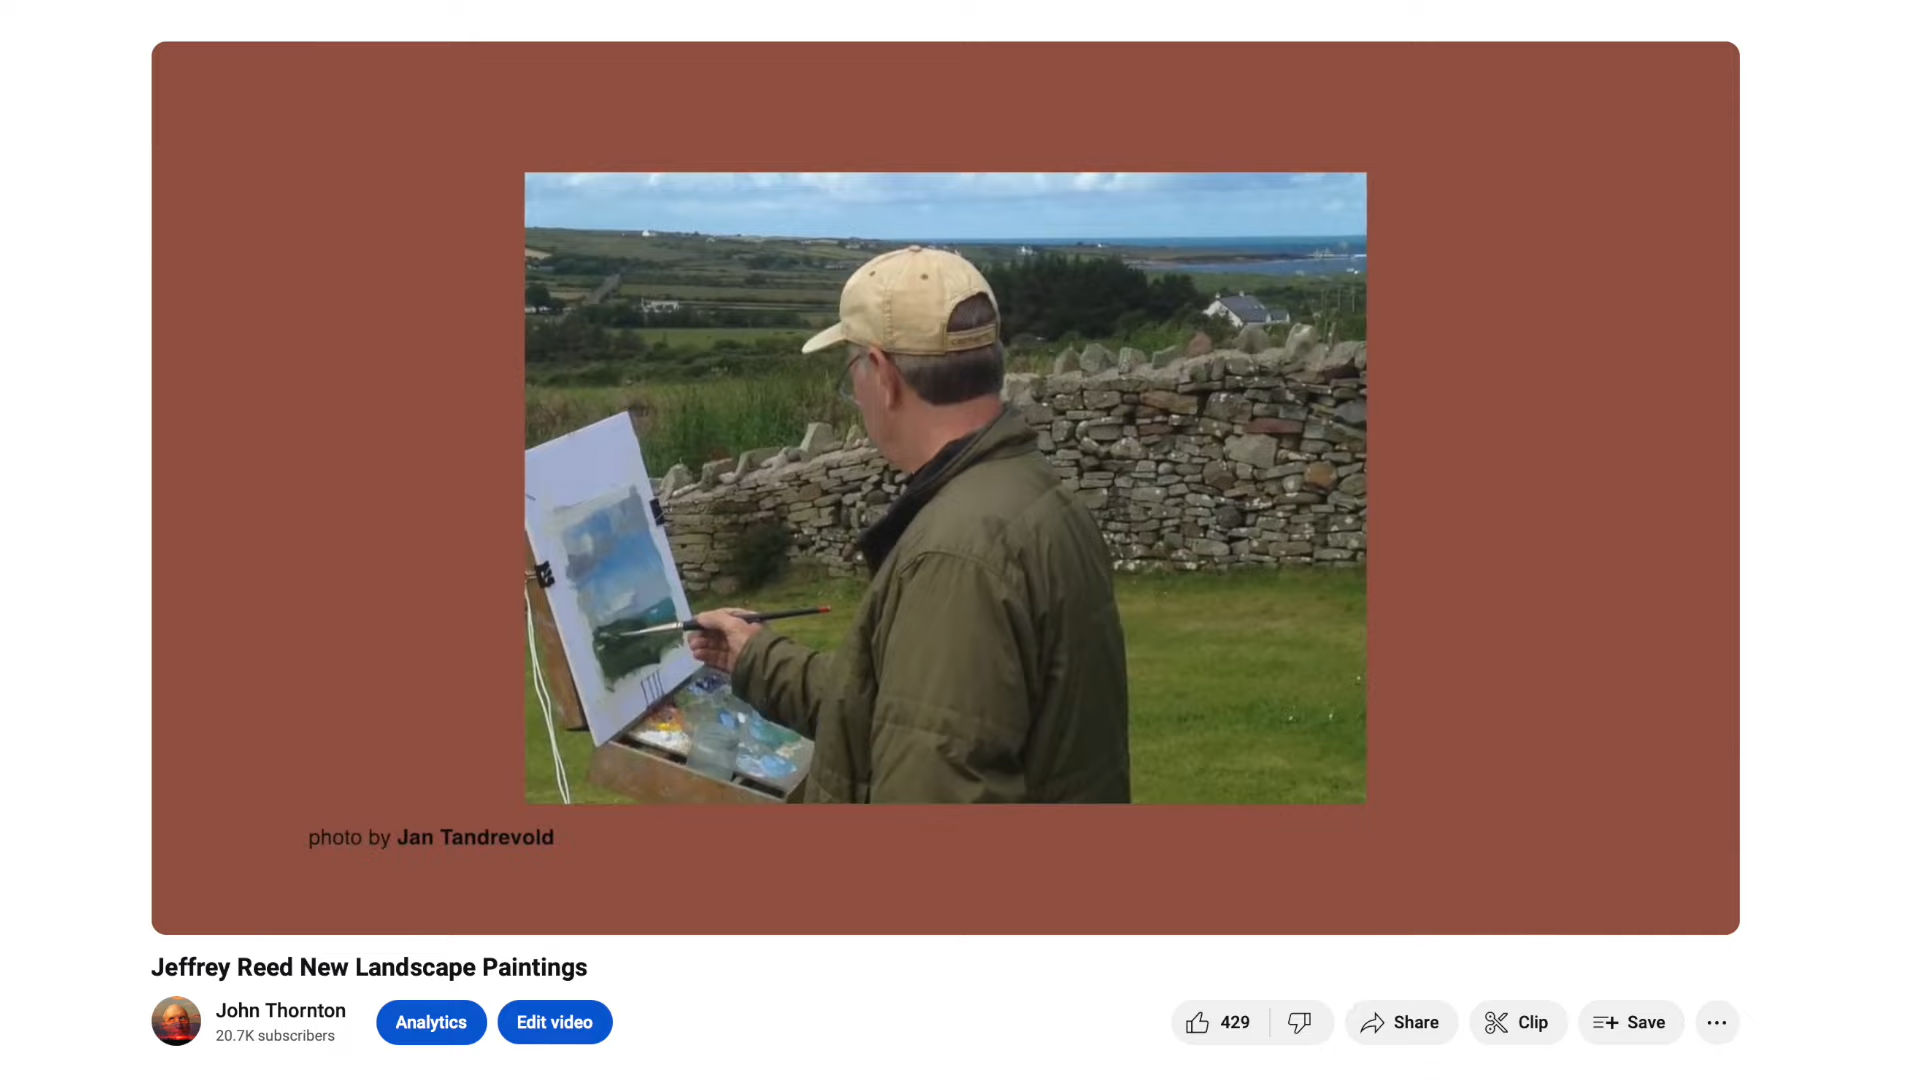 photo by Jan Tandrevold
Jeffrey Reed New Landscape Paintings
John Thornton
20.7K subscribers
Analytics
Edit video
429
Share
Clip
Save